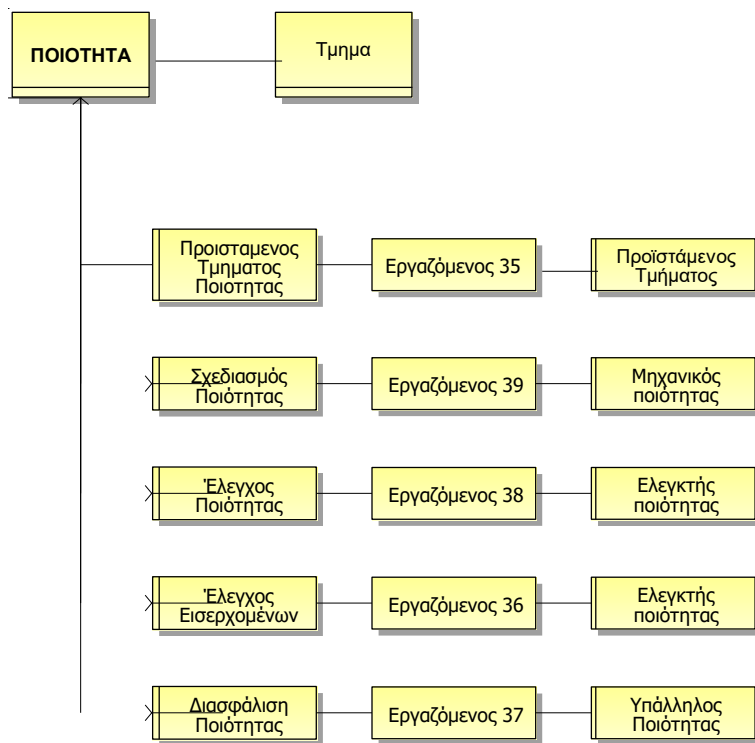 ΠΟΙΟΤΗΤΑ
Τμημα
Προισταμενος
Τμηματος
Ποιοτητας
Εργαζόμενος 35
Προϊστάμενος
Τμήματος
Σχεδιασμός
Ποιότητας
Εργαζόμενος 39
Μηχανικός
ποιότητας
Έλεγχος
Ποιότητας
Εργαζόμενος 38
Ελεγκτής
ποιότητας
Έλεγχος
Εισερχομένων
Εργαζόμενος 36
Ελεγκτής
ποιότητας
Διασφάλιση
Ποιότητας
Εργαζόμενος 37
Υπάλληλος
Ποιότητας